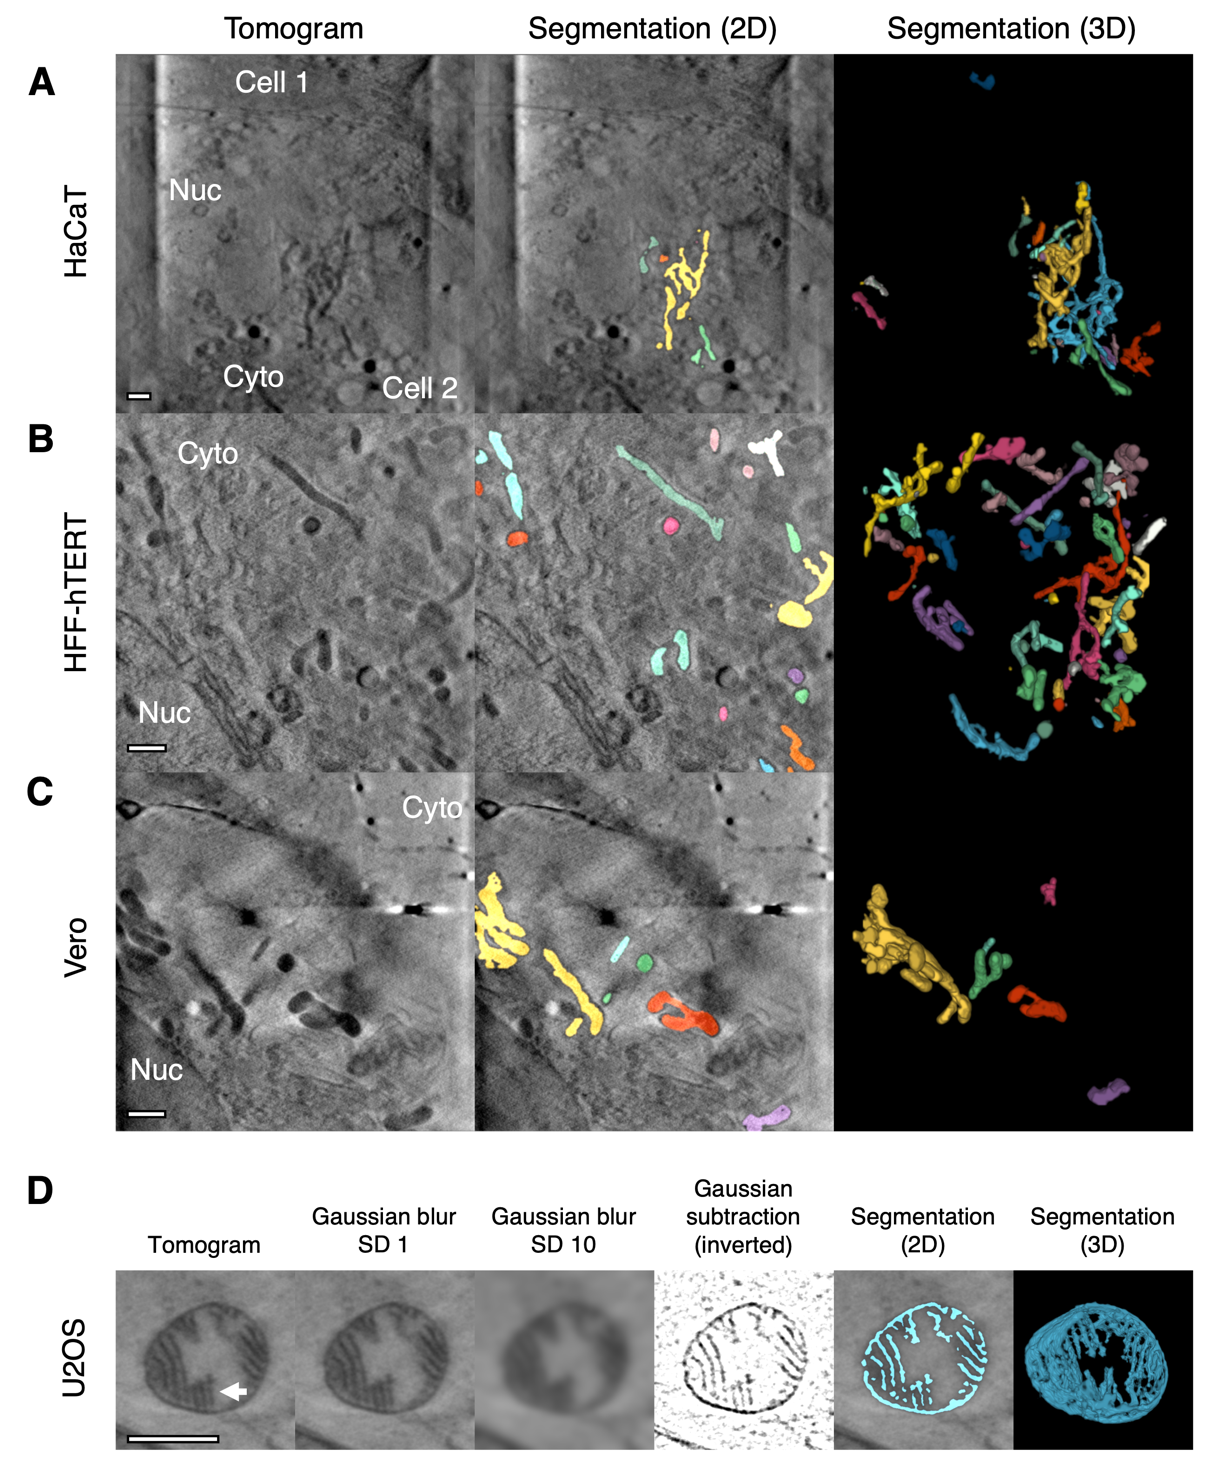 Tomogram
Segmentation (2D)
Segmentation (3D)
A
HaCaT
Cell 1
Nuc
Cyto
Cell 2
B
HFF-hTERT
Cyto
Nuc
C
Vero
Cyto
Nuc
D
Tomogram
Gaussian blur
SD 1
Gaussian blur
SD 10
Gaussian
subtraction
(inverted)
Segmentation
(2D)
Segmentation
(3D)
U2OS